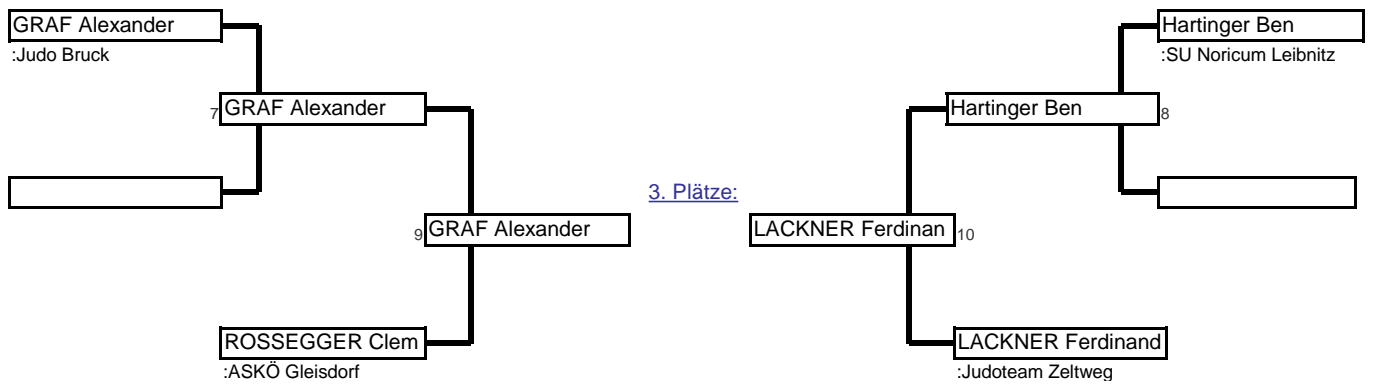 GRAF Alexander
:Judo Bruck
Hartinger Ben
:SU Noricum Leibnitz
7 GRAF Alexander
Hartinger Ben 8
3. Plätze:
9 GRAF Alexander
LACKNER Ferdinan 10
ROSSEGGER Clem
:ASKÖ Gleisdorf
LACKNER Ferdinand
:Judoteam Zeltweg